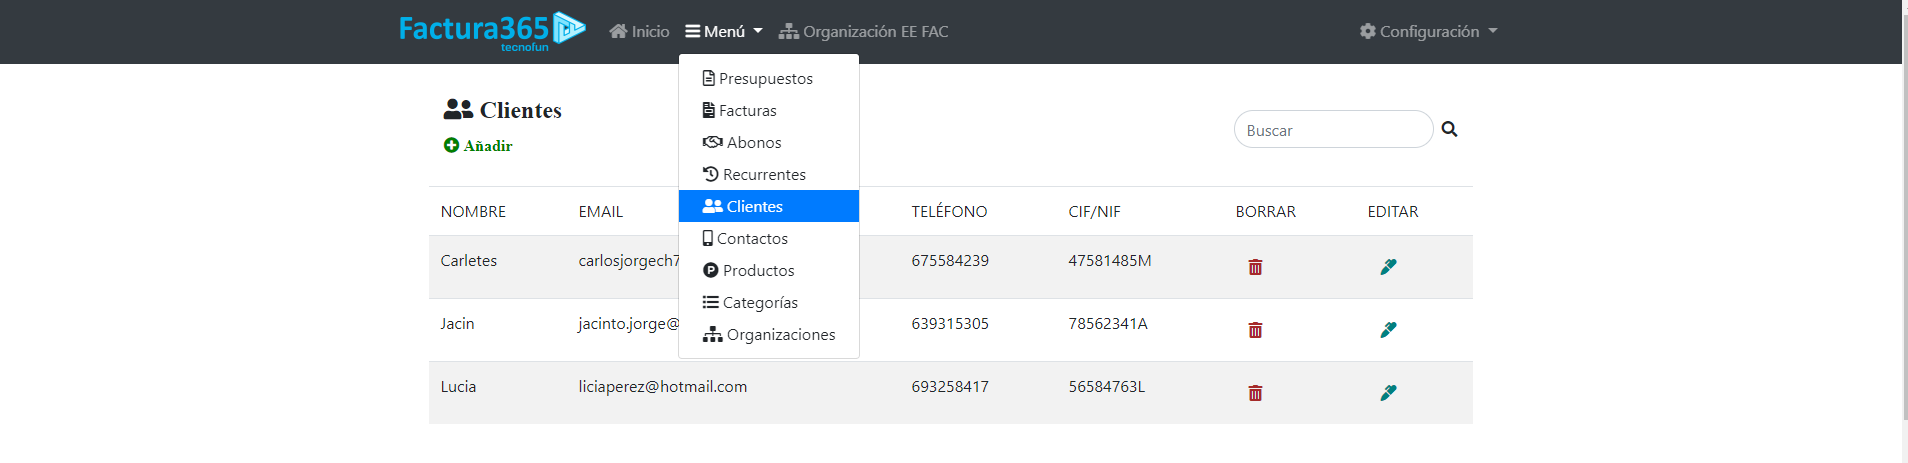 Factura365
tecnofun
Inicio
Menú
Organización EE FAC
Configuración
Presupuestos
Facturas
Abonos
Recurrentes
Clientes
Contactos
Productos
Categorías
Organizaciones
Clientes
Añadir
Buscar
NOMBRE EMAIL TELÉFONO CIF/NIF BORRAR EDITAR
Carletes carlosjorgech7 675584239 47581485M
Jacin jacinto.jorge@ 639315305 78562341A
Lucia liciaperez@hotmail.com 693258417 56584763L